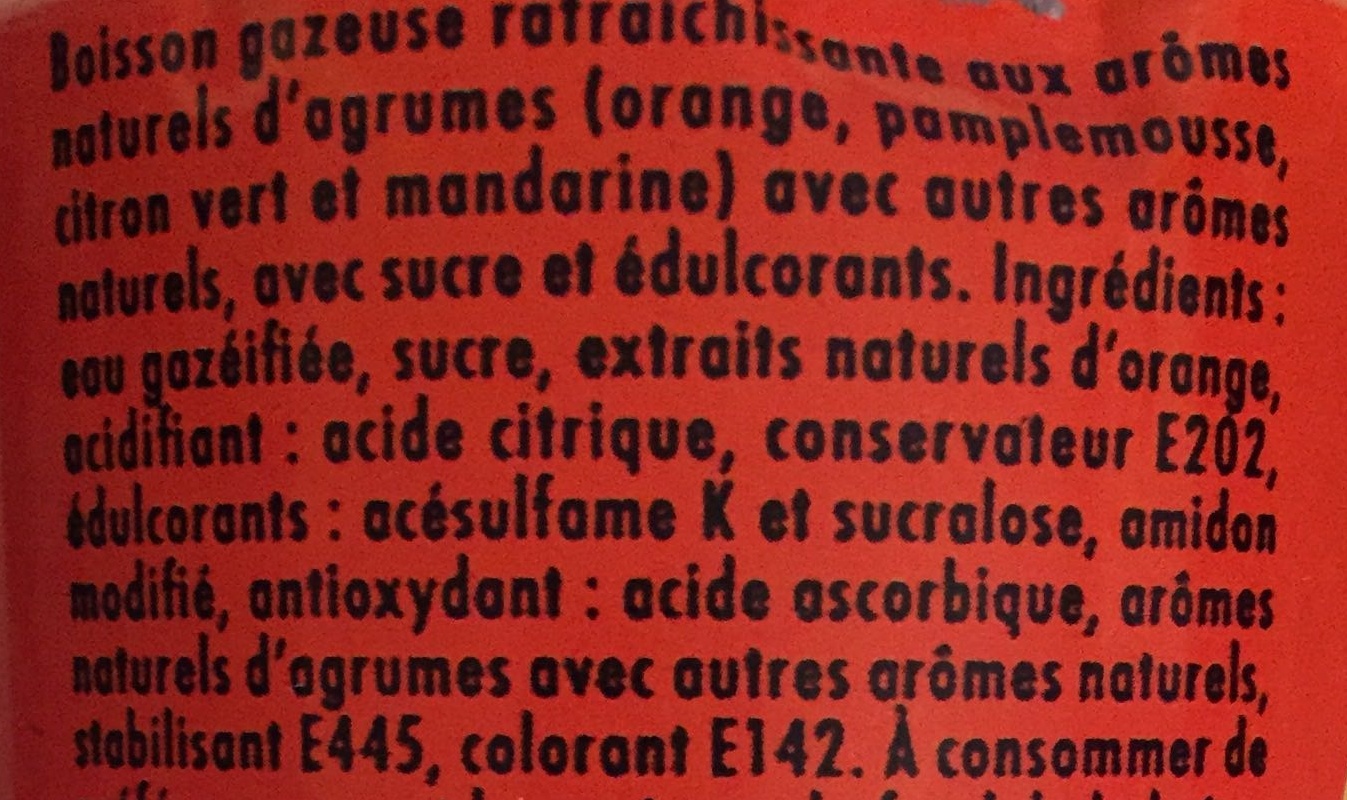 Boisson gazeuse rafraîchissante aux arômes
naturels d'agrumes (orange, pamplemousse,
citron vert et mandarine) avec autres arômes
naturels, avec sucre et édulcorants. Ingrédients :
eau gazéifiée, sucre, extraits naturels d'orange,
acidifiant : acide citrique, conservateur E202,
édulcorants : acésulfame K et sucralose, amidon
modifié, antioxydant : acide ascorbique, arômes
naturels d'agrumes avec autres arômes naturels,
stabilisant E445, colorant E142. À consommer de